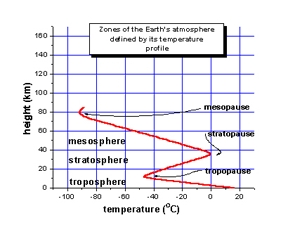 Zones of the Earth's atmosphere
defined by its temperature
profile
160
140
120
100
80
60
40
20
0
height (km)
mesopause
stratopause
mesosphere
stratosphere
tropopause
troposphere
-100 -80 -60 -40 -20 0 20
temperature (°C)